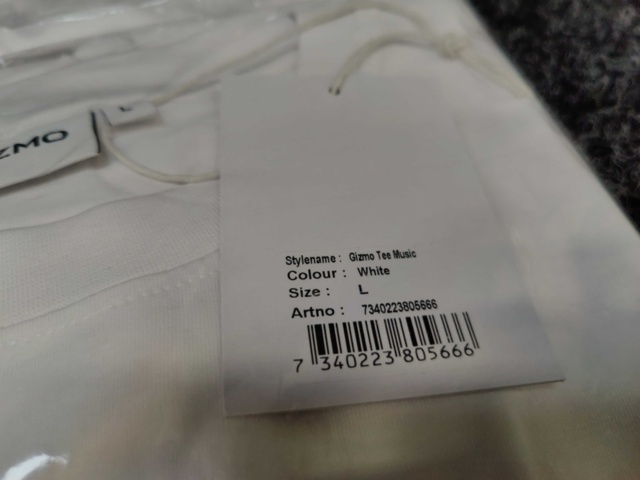 ZMO
L
Stylename : Gizmo Tee Music
Colour : White
Size : L
Artno : 7340223805666
7 340223 805666